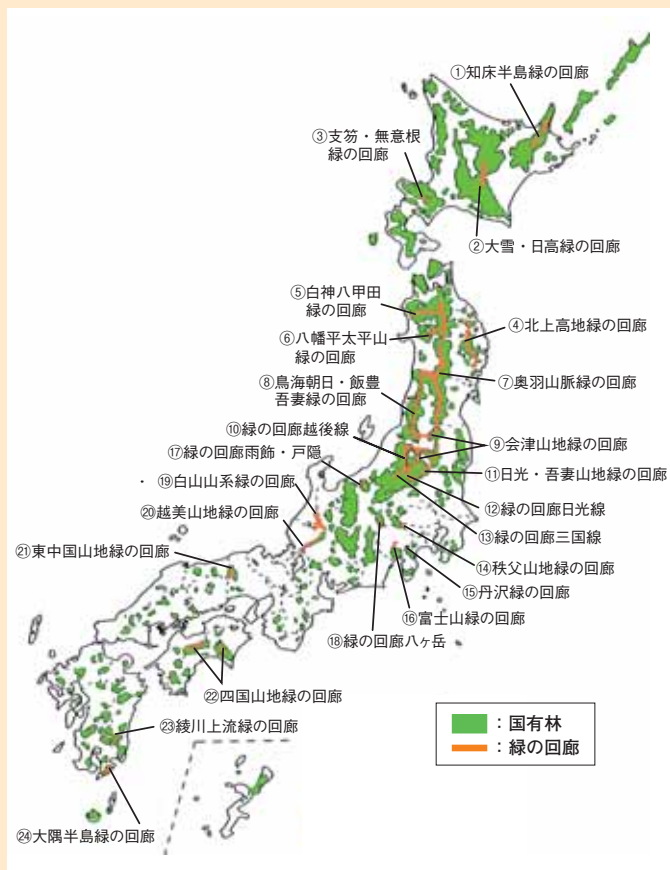 ①知床半島緑の回廊
③支笏・無意根
緑の回廊
②大雪・日高緑の回廊
⑤白神八甲田
緑の回廊
④北上高地緑の回廊
⑥八幡平太平山
緑の回廊
⑦奥羽山脈緑の回廊
⑧鳥海朝日・飯豊
吾妻緑の回廊
⑩緑の回廊越後線
⑨会津山地緑の回廊
⑰緑の回廊雨飾・戸隠
⑪日光・吾妻山地緑の回廊
⑲白山山系緑の回廊
⑫緑の回廊日光線
⑳越美山地緑の回廊
⑬緑の回廊三国線
㉑東中国山地緑の回廊
⑭秩父山地緑の回廊
⑮丹沢緑の回廊
⑯富士山緑の回廊
⑱緑の回廊八ヶ岳
㉒四国山地緑の回廊
㉓綾川上流緑の回廊
㉔大隅半島緑の回廊
:国有林
:緑の回廊